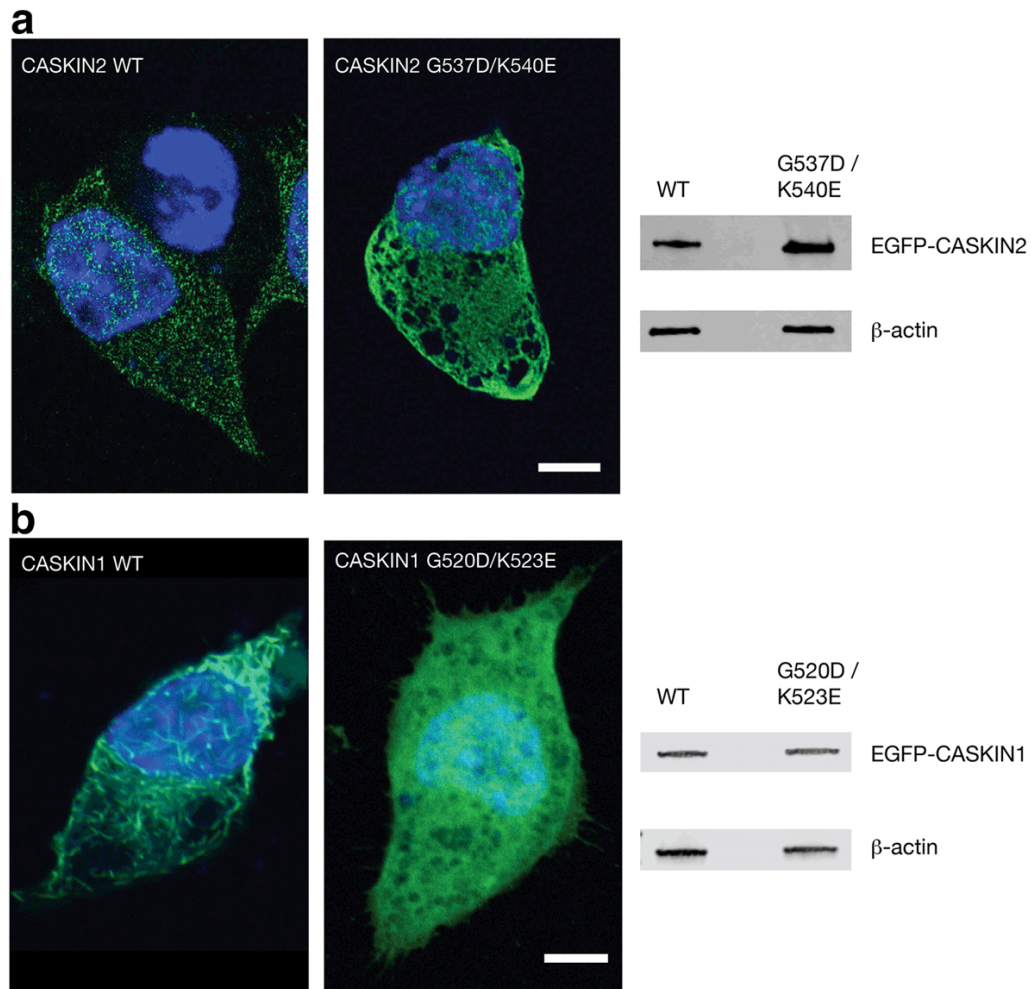 a
CASKIN2 WT
CASKIN2 G537D/K540E
WT
G537D /
K540E
EGFP-CASKIN2
β-actin
b
CASKIN1 WT
CASKIN1 G520D/K523E
WT
G520D /
K523E
EGFP-CASKIN1
β-actin